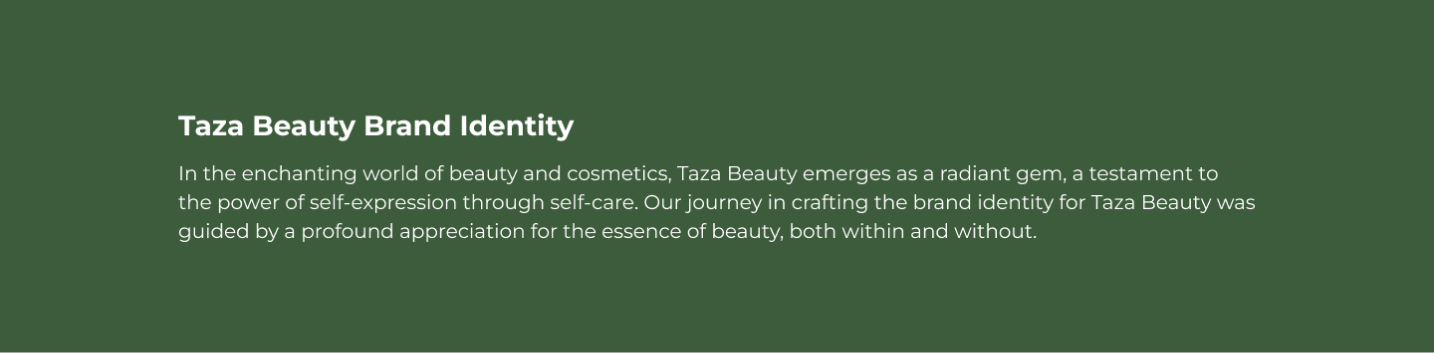 Taza Beauty Brand Identity
In the enchanting world of beauty and cosmetics, Taza Beauty emerges as a radiant gem, a testament to
the power of self-expression through self-care. Our journey in crafting the brand identity for Taza Beauty was
guided by a profound appreciation for the essence of beauty, both within and without.